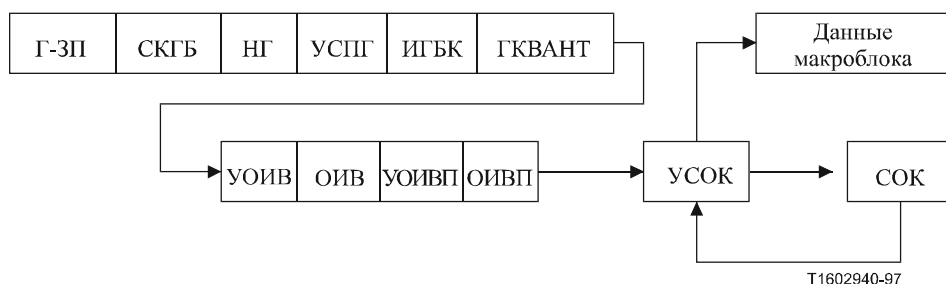 Г-ЗП СКГБ НГ УСПГ ИГБК ГКВАНТ
Данные
макроблока
УОИВ ОИВ УОИВП ОИВП УСОК СОК
T1602940-97